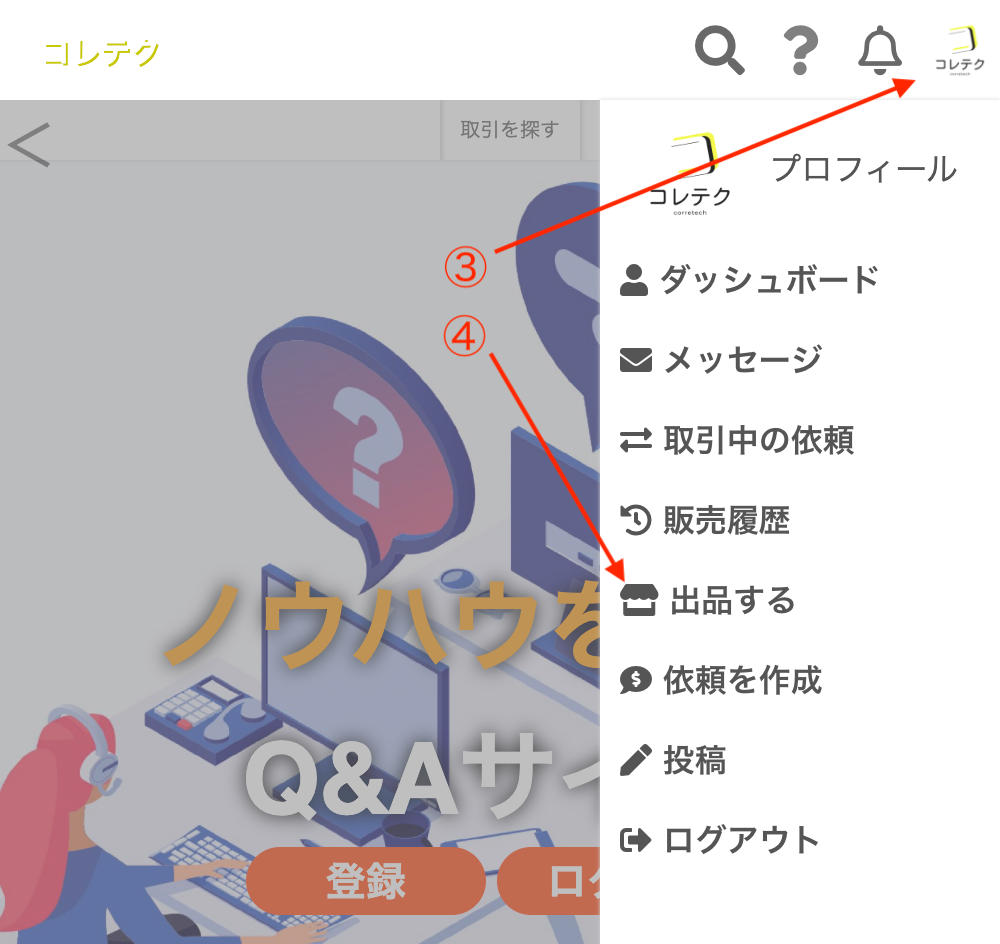 コレテク
コレテク
corretech
取引を探す
コレテク
corretech
プロフィール
③
④
ダッシュボード
メッセージ
取引中の依頼
販売履歴
出品する
依頼を作成
投稿
ログアウト
?
ノウハウを
Q&Aサイ
登録
ログ